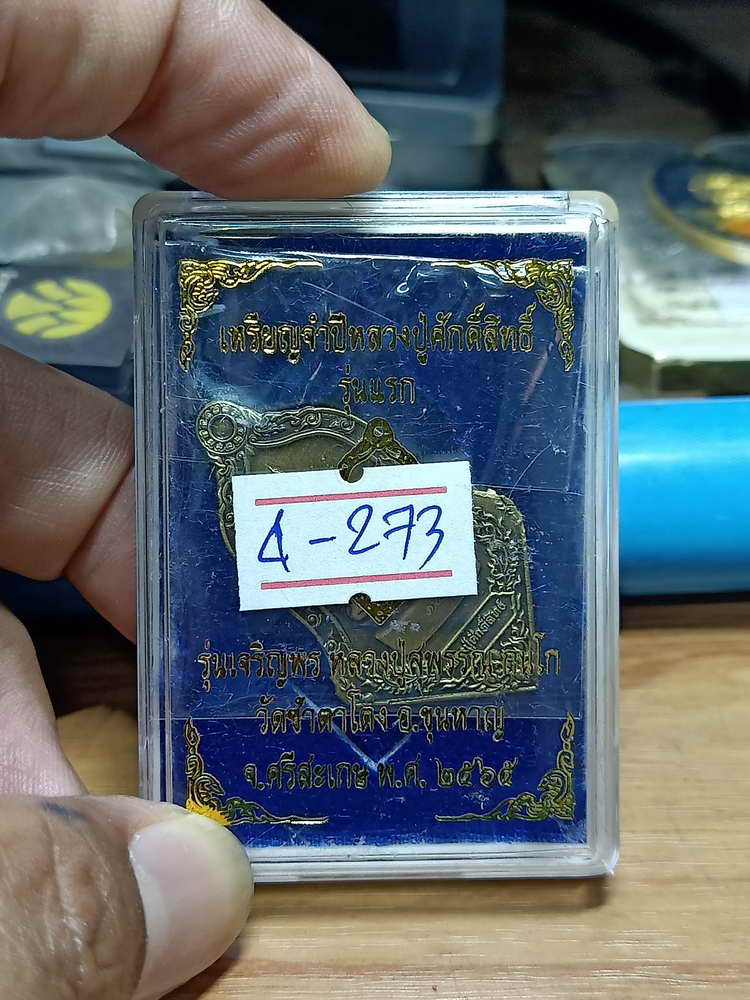 เหรียญจำปีหลวงปู่ศักดิ์สิทธิ์
รุ่นแรก
4-273
รุ่นเจริญพร หลวงปู่สุพรรณ
วัดซำตาโตง อ.ขุนหาญ
จ.ศรีสะเกษ พ.ศ. ๒๕๖๕